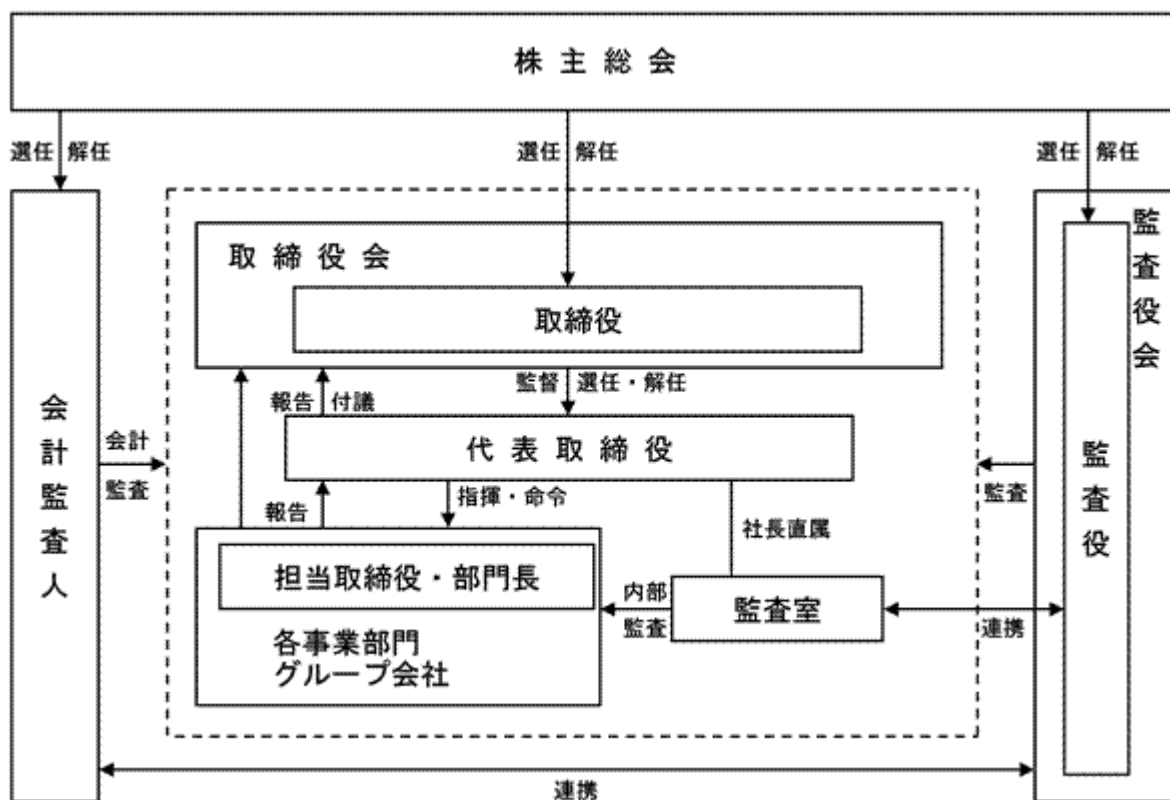 株主総会
選任 解任
選任 解任
選任 解任
取締役会
取締役
監査役会
監査役
会計監査人
監督 選任・解任
報告 付議
代表取締役
会計
監査
監査
報告
指揮・命令
社長直属
担当取締役・部門長
内部
監査
監査室
連携
各事業部門
グループ会社
連携